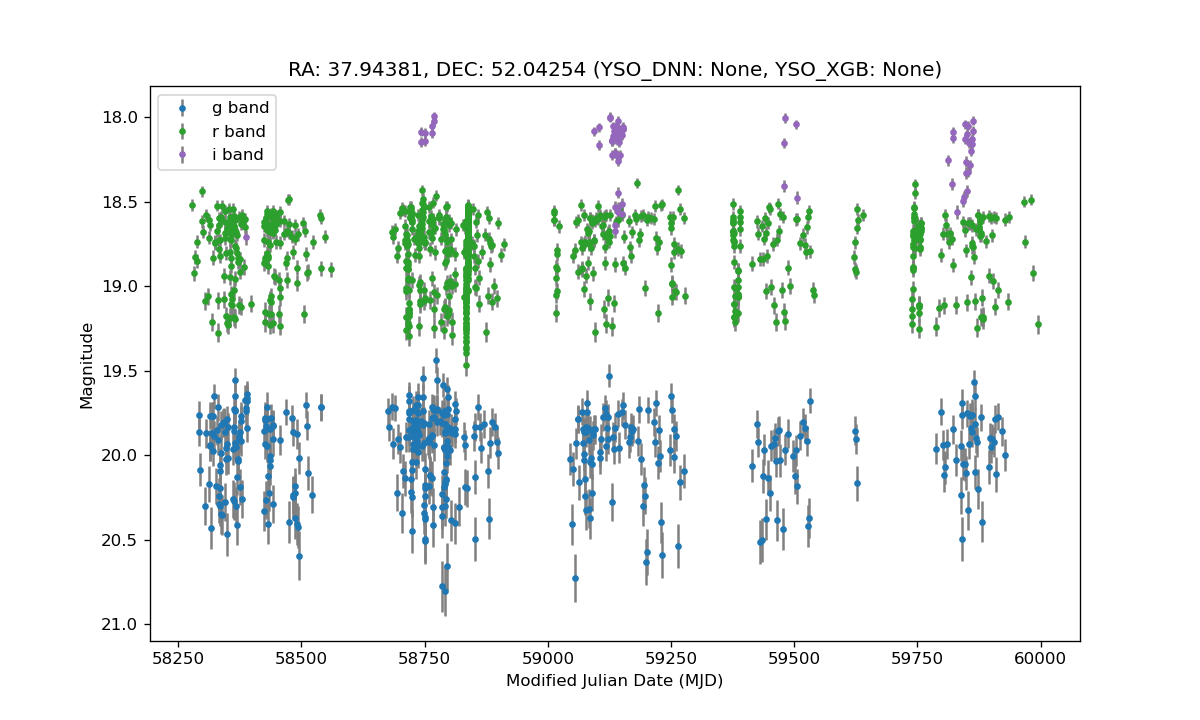 RA: 37.94381, DEC: 52.04254 (YSO_DNN: None, YSO_XGB: None)
g band
r band
i band
Magnitude
18.0
18.5
19.0
19.5
20.0
20.5
21.0
58250 58500 58750 59000 59250 59500 59750 60000
Modified Julian Date (MJD)